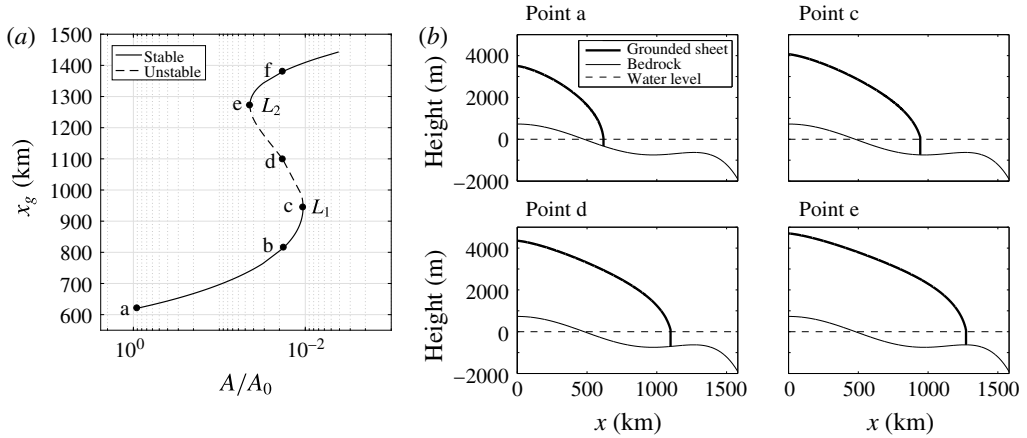 (a)
1500
1400
1300
1200
1100
1000
900
800
700
600
x_g (km)
Stable
Unstable
f
e L_2
d
c L_1
b
a
10^0
10^-2
A/A_0
(b)
Point a
Point c
Height (m)
4000
2000
0
−2000
Grounded sheet
Bedrock
Water level
Point d
Point e
Height (m)
4000
2000
0
−2000
0 500 1000 1500
0 500 1000 1500
x (km)
x (km)